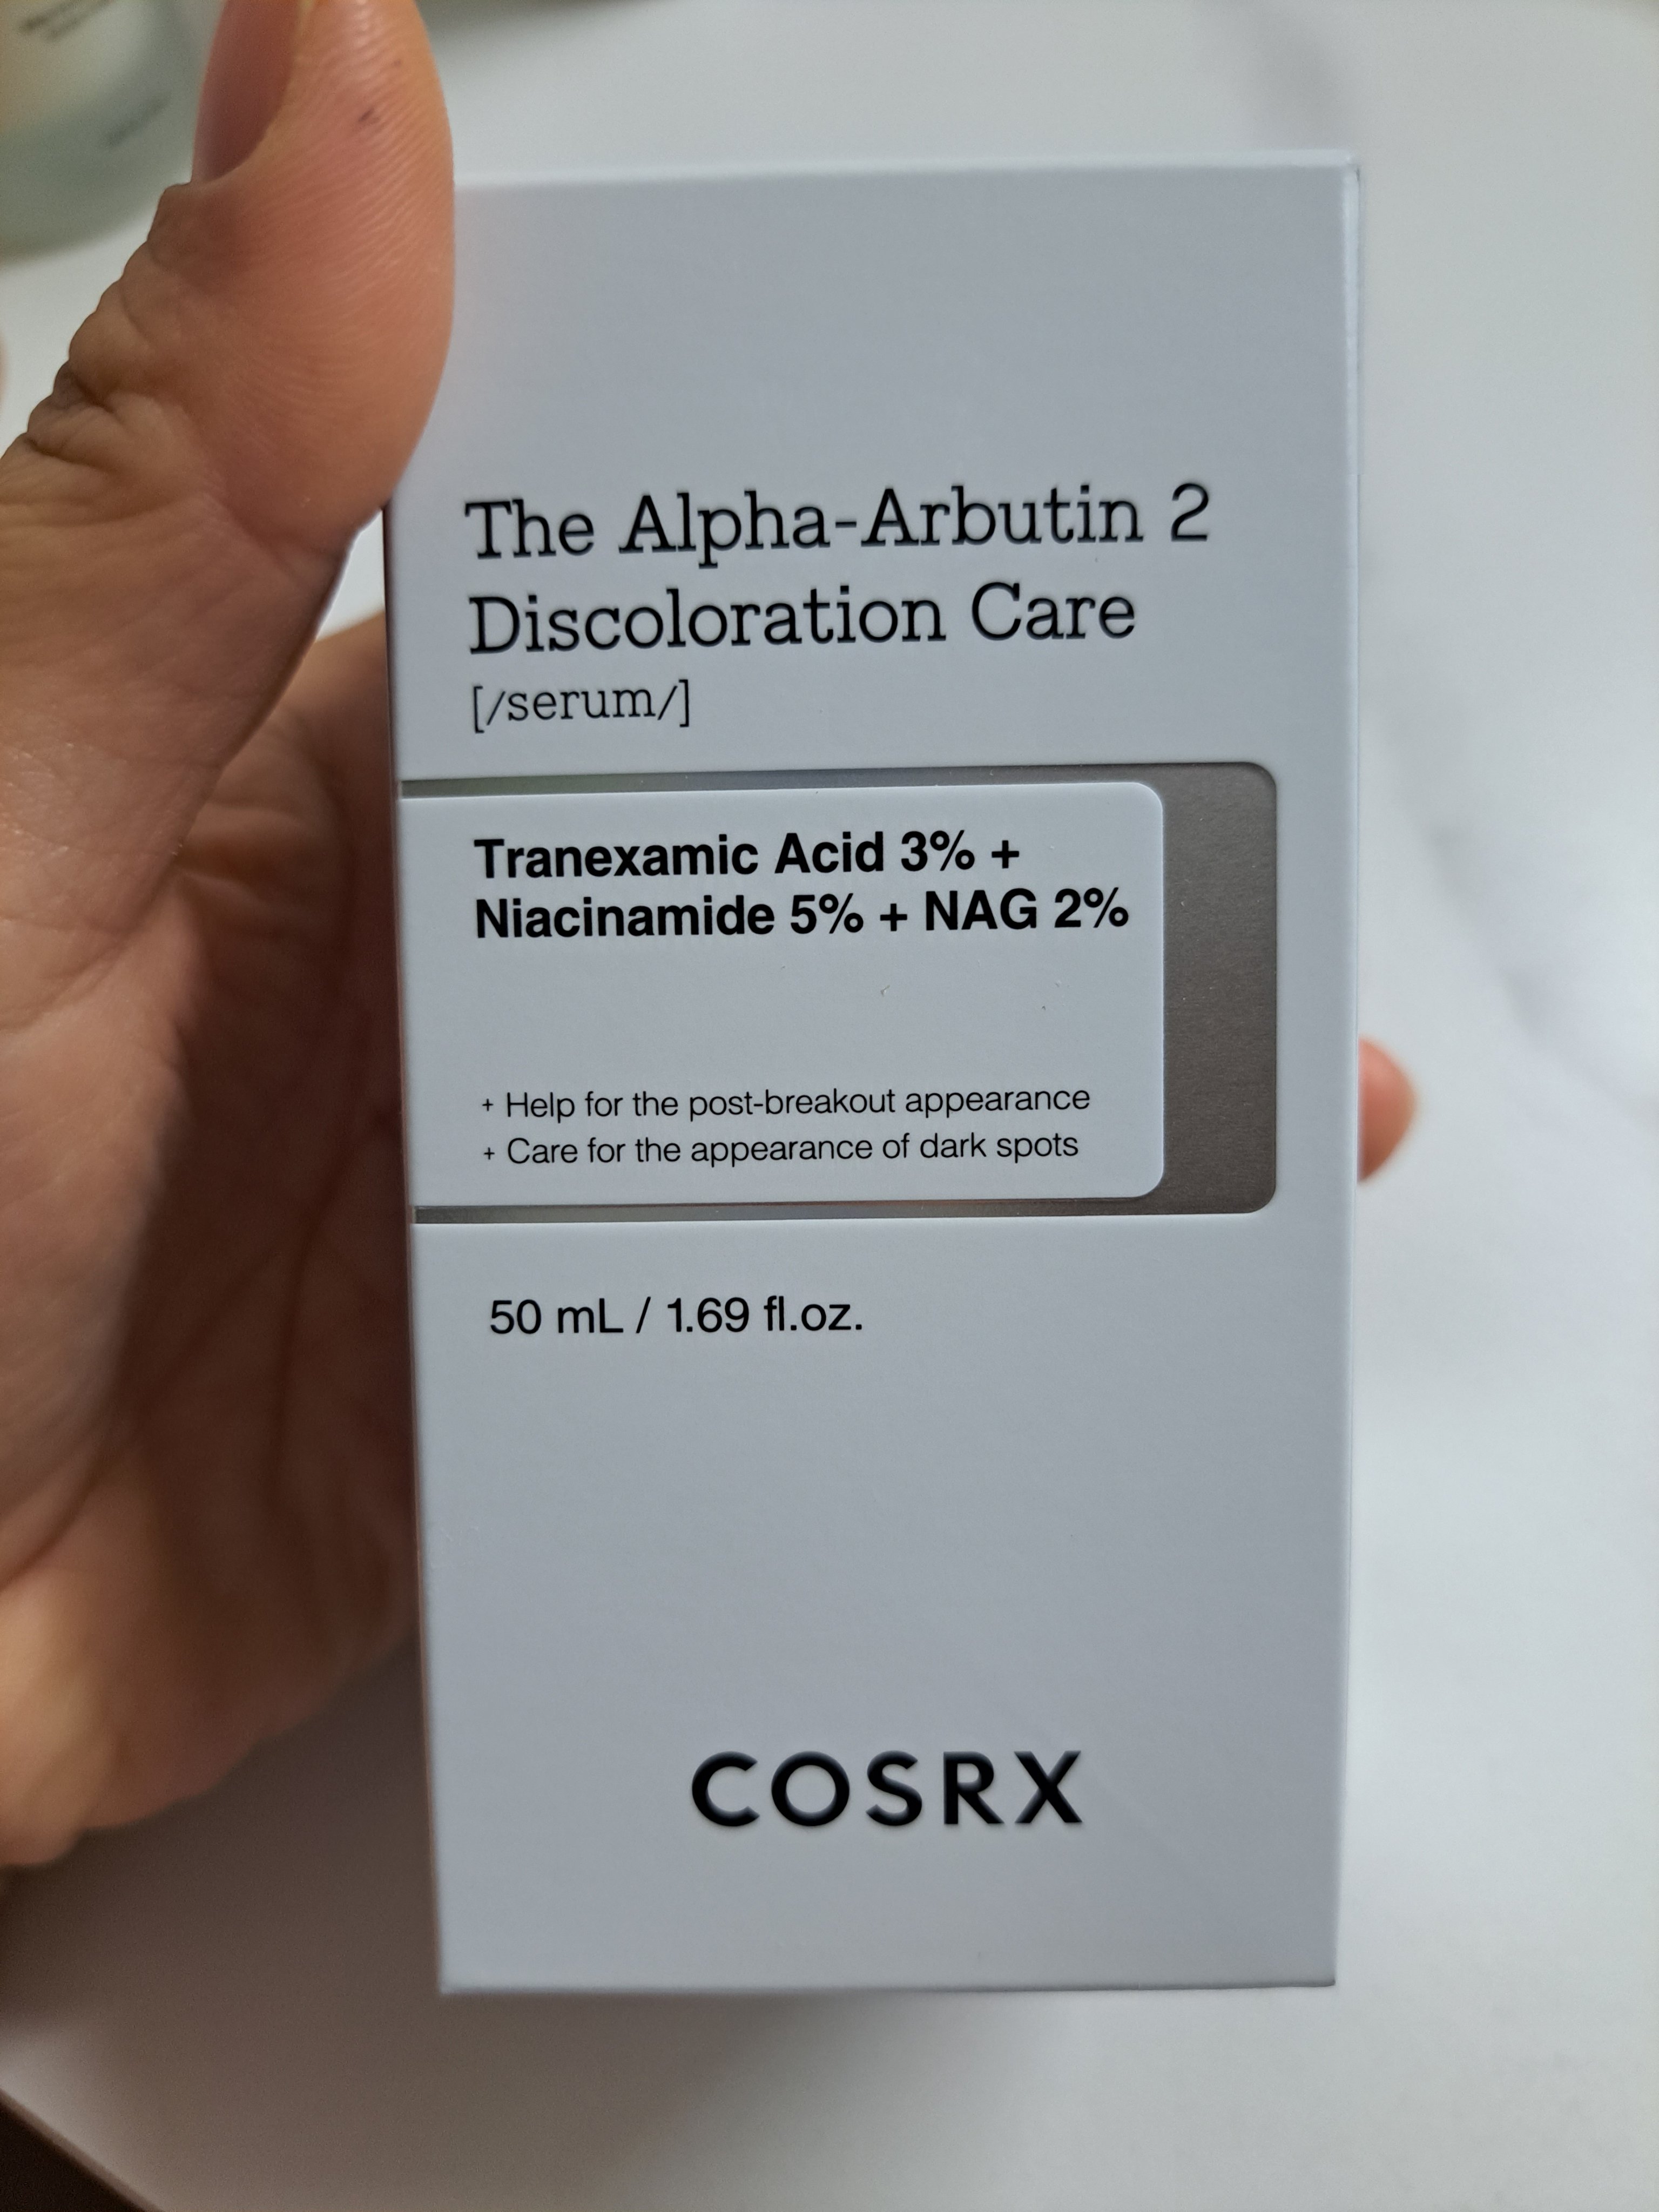 The Alpha-Arbutin 2
Discoloration Care
[/serum/]
Tranexamic Acid 3% +
Niacinamide 5% + NAG 2%
+ Help for the post-breakout appearance
+ Care for the appearance of dark spots
50 mL / 1.69 fl.oz.
COSRX